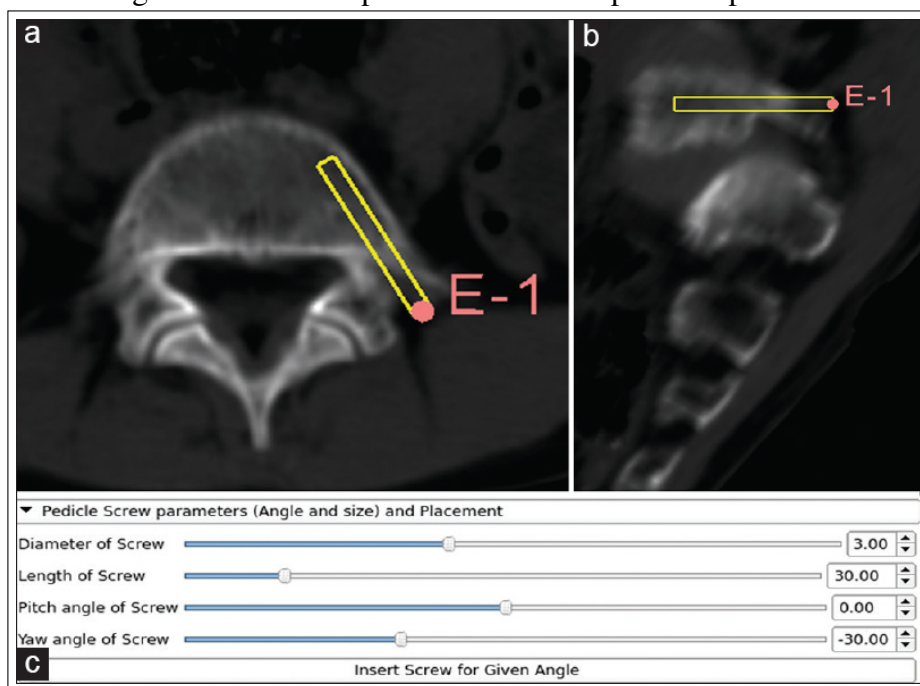 a
b
E-1
E-1
Pedicle Screw parameters (Angle and size) and Placement
Diameter of Screw 3.00
Length of Screw 30.00
Pitch angle of Screw 0.00
Yaw angle of Screw -30.00
c Insert Screw for Given Angle